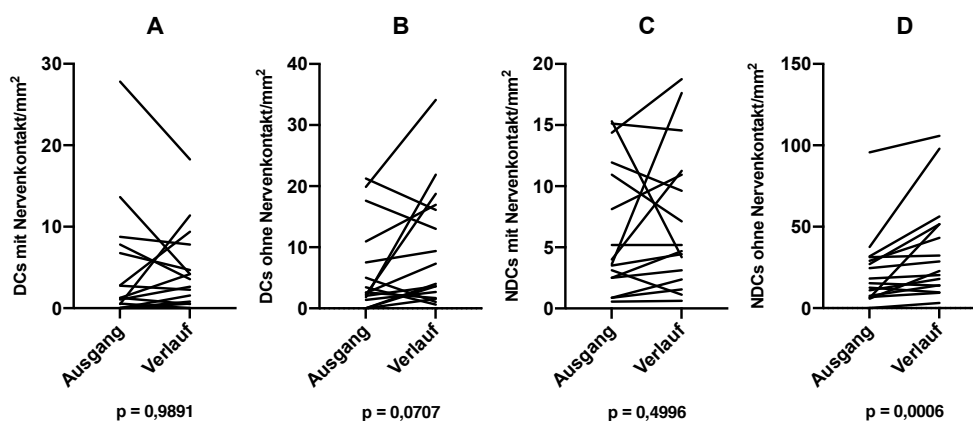 A
DCs mit Nervenkontakt/mm²
30
20
10
0
Ausgang
Verlauf
p = 0,9891
B
DCs ohne Nervenkontakt/mm²
40
30
20
10
0
Ausgang
Verlauf
p = 0,0707
C
NDCs mit Nervenkontakt/mm²
20
15
10
5
0
Ausgang
Verlauf
p = 0,4996
D
NDCs ohne Nervenkontakt/mm²
150
100
50
0
Ausgang
Verlauf
p = 0,0006